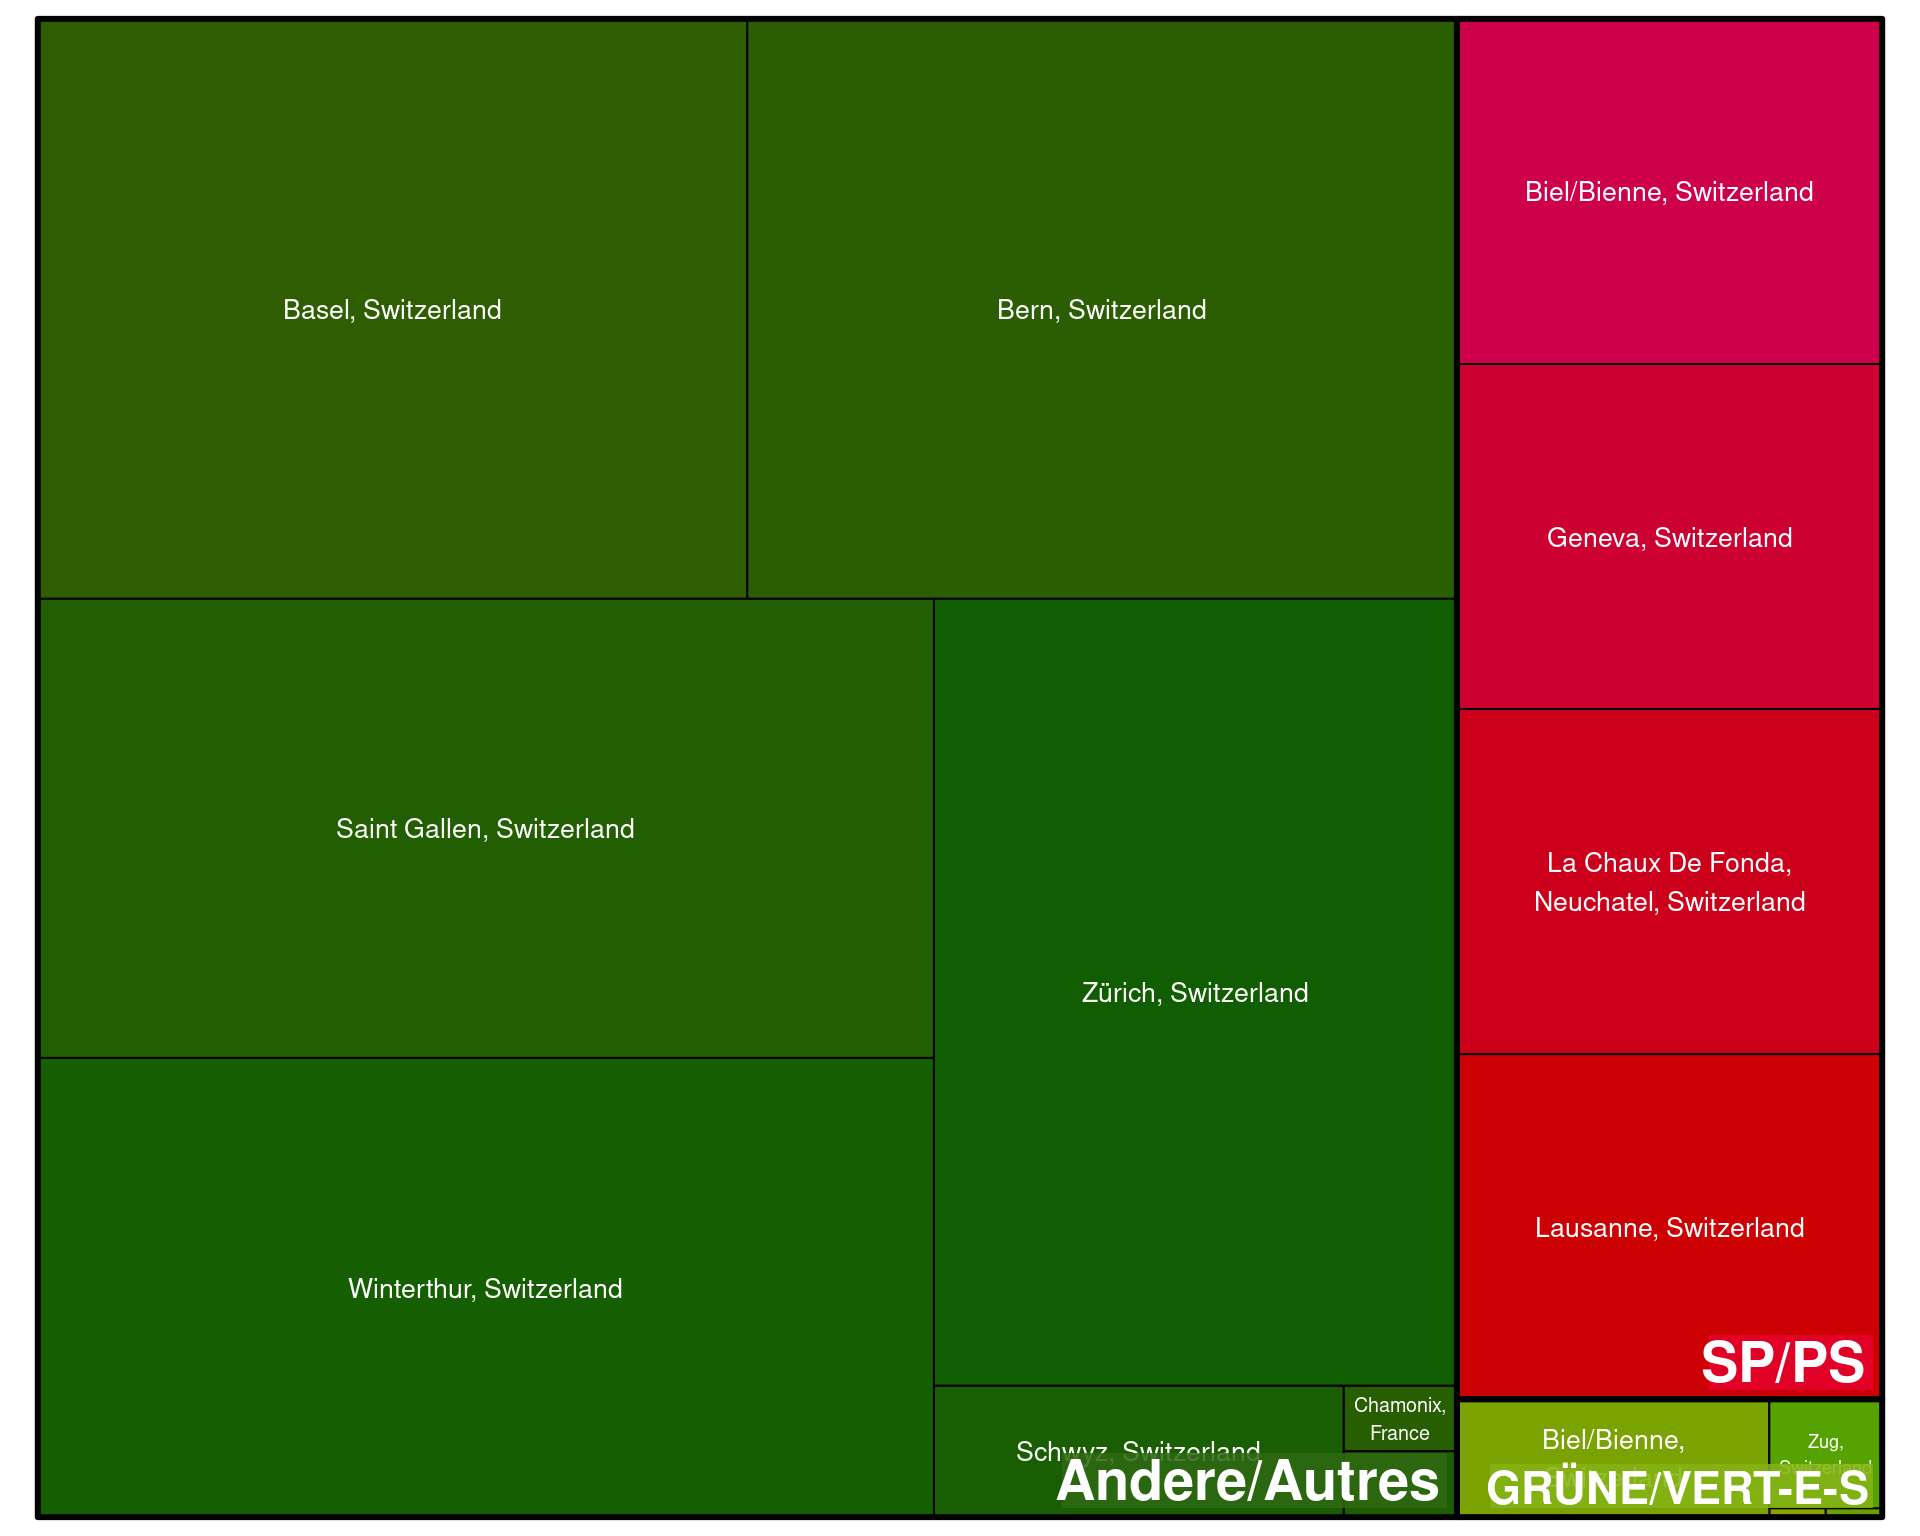 Basel, Switzerland
Bern, Switzerland
Saint Gallen, Switzerland
Zürich, Switzerland
Winterthur, Switzerland
Schwyz, Switzerland
Chamonix,
France
Andere/Autres
Biel/Bienne, Switzerland
Geneva, Switzerland
La Chaux De Fonda,
Neuchatel, Switzerland
Lausanne, Switzerland
SP/PS
Biel/Bienne,
Zug,
Switzerland
GRÜNE/VERT-E-S